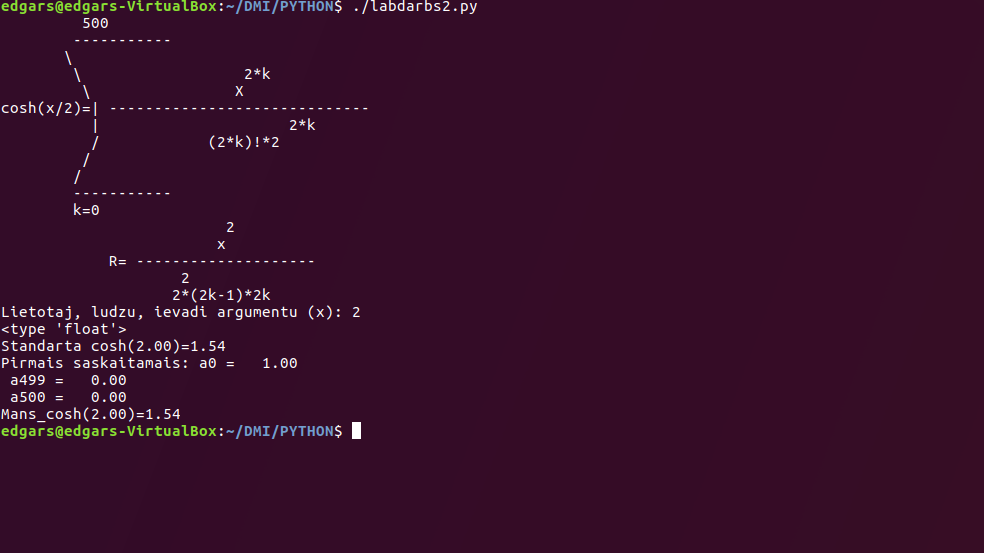 edgars@edgars-VirtualBox:~/DMI/PYTHON$ ./labdarbs2.py
         500
        -----------
       \
        \                  2*k
         \                X
cosh(x/2)=| -----------------------------
          |                     2*k
          /            (2*k)!*2
         /
        /
        -----------
        k=0
                         2
                        x
            R= --------------------
                    2
                   2*(2k-1)*2k
Lietotaj, ludzu, ievadi argumentu (x): 2
<type 'float'>
Standarta cosh(2.00)=1.54
Pirmais saskaitamais: a0 =   1.00
 a499 =   0.00
 a500 =   0.00
Mans_cosh(2.00)=1.54
edgars@edgars-VirtualBox:~/DMI/PYTHON$